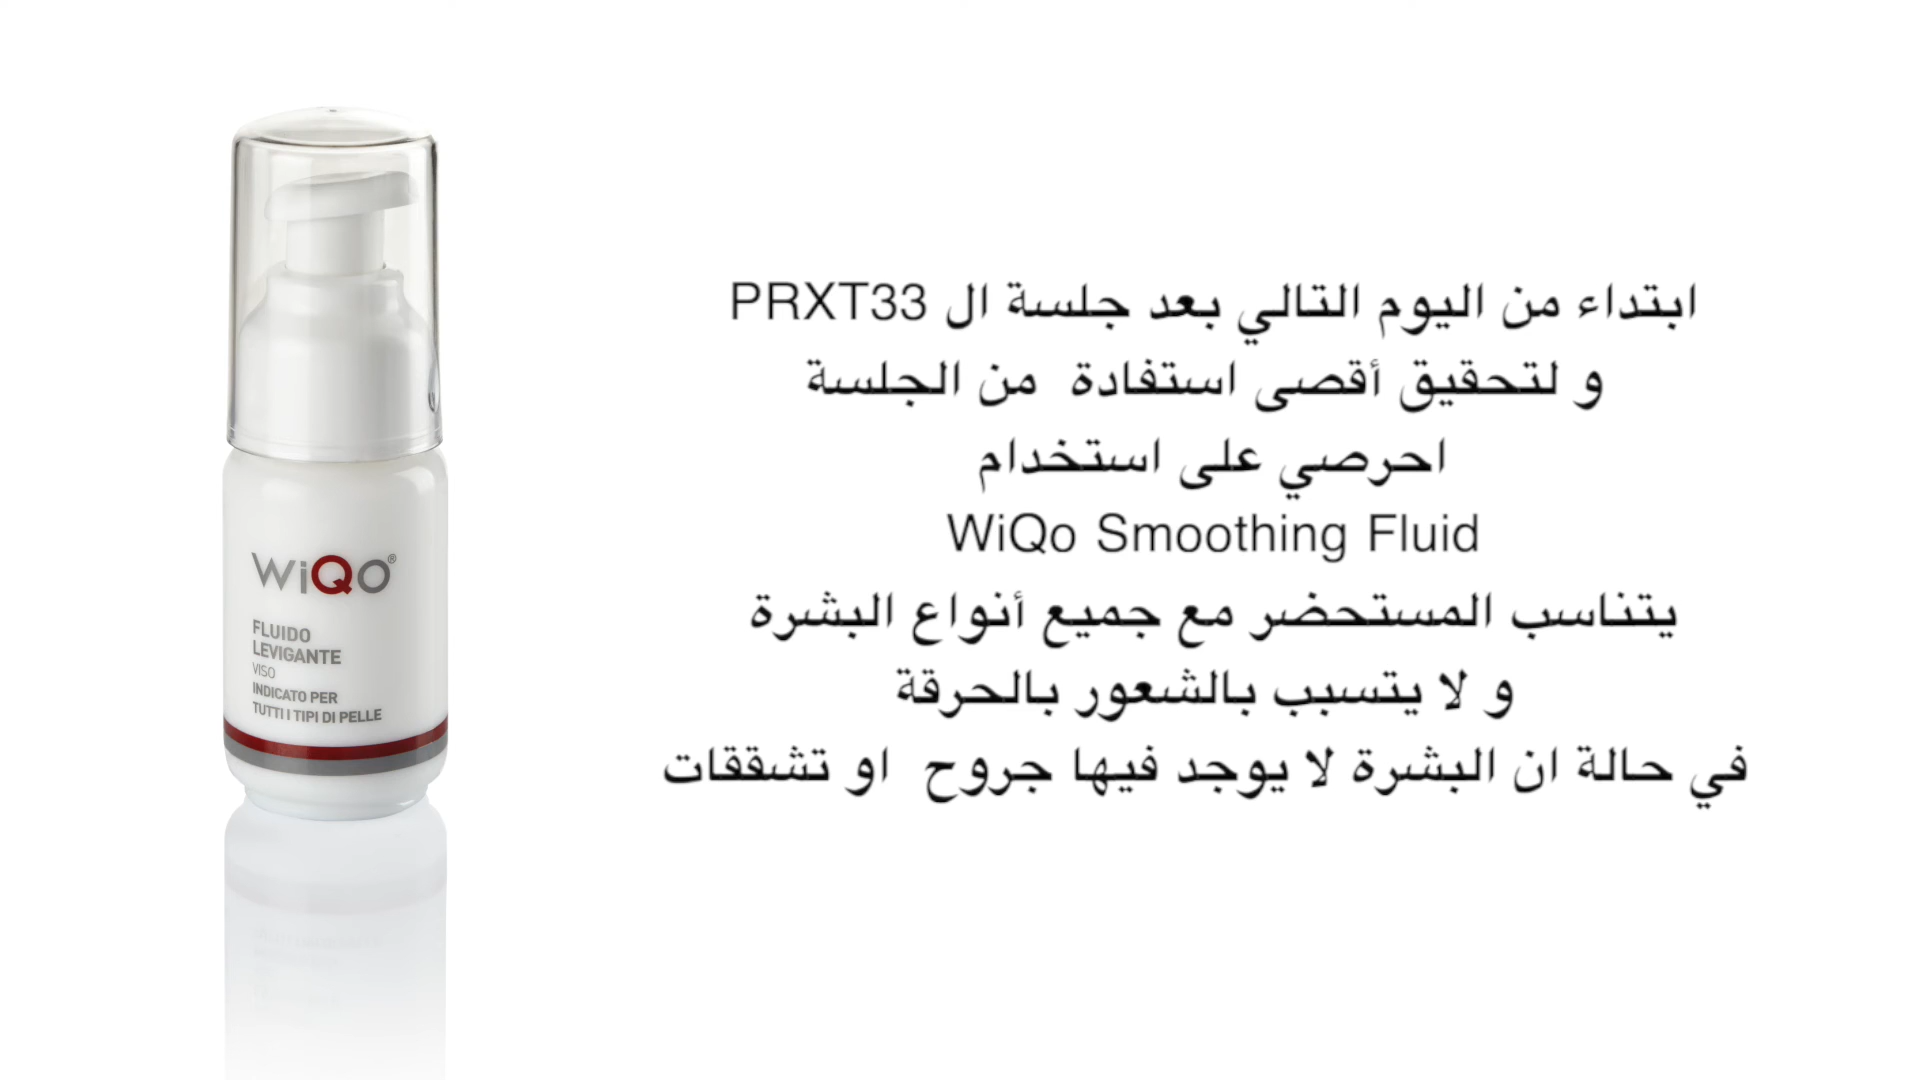 WiQo®
FLUIDO
LEVIGANTE
VISO
INDICATO PER
TUTTI I TIPI DI PELLE
ابتداء من اليوم التالي بعد جلسة ال PRXT33
و لتحقيق أقصى استفادة من الجلسة
احرصي على استخدام
WiQo Smoothing Fluid
يتناسب المستحضر مع جميع أنواع البشرة
و لا يتسبب بالشعور بالحرقة
في حالة ان البشرة لا يوجد فيها جروح او تشققات